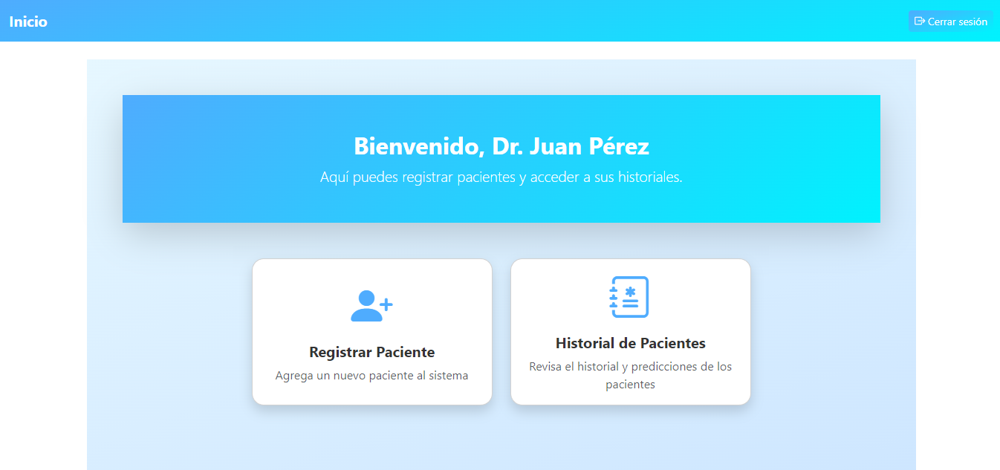 Inicio
Cerrar sesión
Bienvenido, Dr. Juan Pérez
Aquí puedes registrar pacientes y acceder a sus historiales.
Registrar Paciente
Agrega un nuevo paciente al sistema
Historial de Pacientes
Revisa el historial y predicciones de los
pacientes